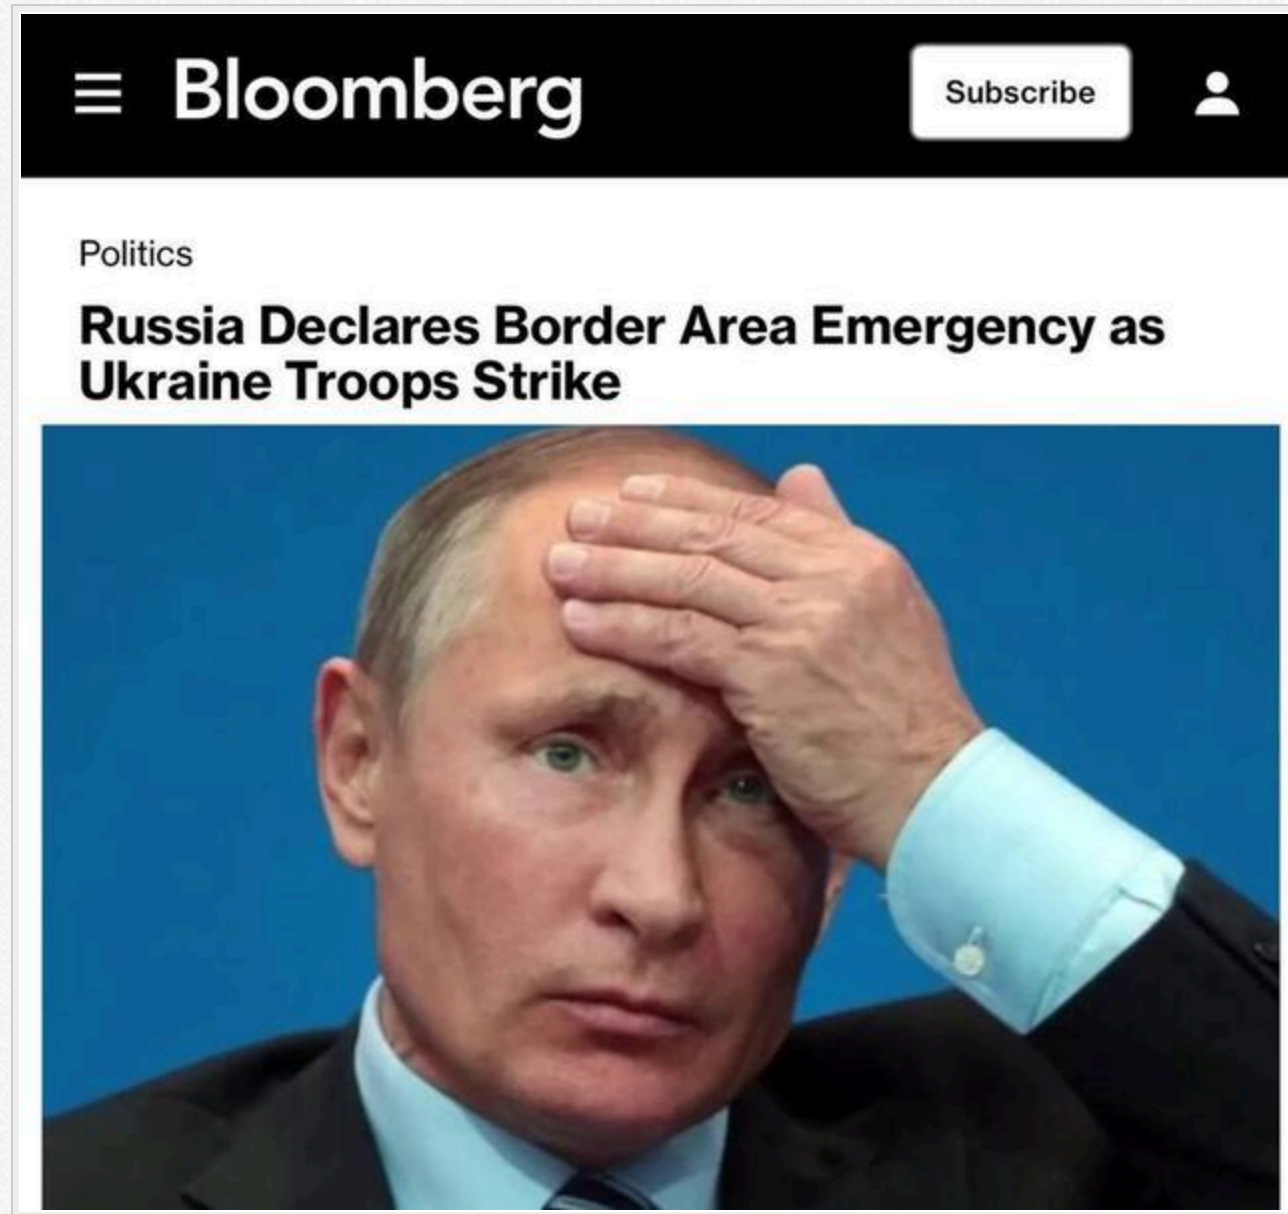 Bloomberg
Subscribe
Politics
Russia Declares Border Area Emergency as
Ukraine Troops Strike